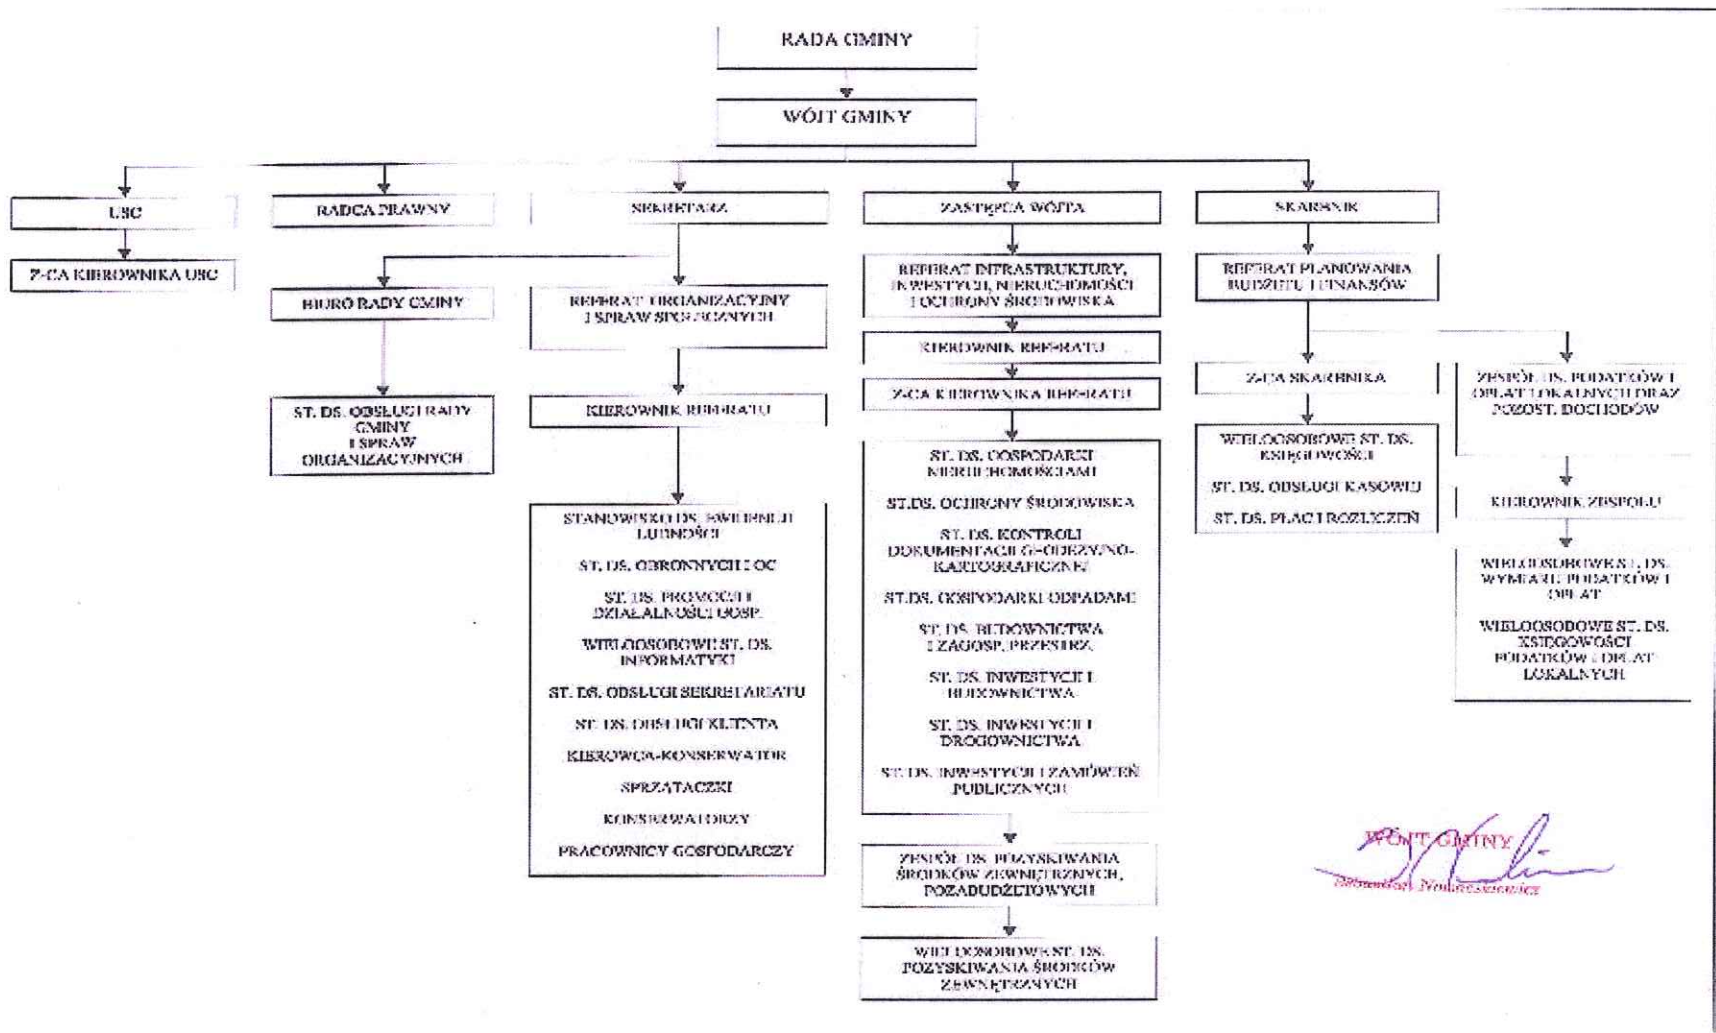 RADA GMINY
WÓJT GMINY
USC
RADCA PRAWNY
SEKRETARZ
ZASTĘPCA WÓJTA
SKARBNIK
Z-CA KIEROWNIKA USC
BIURO RADY GMINY
REFERAT ORGANIZACYJNY
I SPRAW SPOŁECZNYCH
REFERAT INFRASTRUKTURY,
INWESTYCJI, NIERUCHOMOŚCI
I OCHRONY ŚRODOWISKA
REFERAT PLANOWANIA
BUDŻETU I FINANSÓW
KIEROWNIK REFERATU
Z-CA KIEROWNIKA REFERATU
Z-CA SKARBNIKA
ZESPÓŁ DS. PODATKÓW I
OPŁAT LOKALNYCH ORAZ
POZOST. DOCHODÓW
ST. DS. OBSŁUGI RADY
GMINY
I SPRAW
ORGANIZACYJNYCH
KIEROWNIK REFERATU
STANOWISKO DS. EWIDENCJI
LUDNOŚCI
ST. DS. OBRONNYCH I OC
ST. DS. PROMOCJI I
DZIAŁALNOŚCI GOSP.
WIELOOSOBOWE ST. DS.
INFORMATYKI
ST. DS. OBSŁUGI SEKRETARIATU
ST. DS. OBSŁUGI KLIENTA
KIEROWCA-KONSERWATOR
SPRZĄTACZKI
KONSERWATORZY
PRACOWNICY GOSPODARCZY
ST. DS. GOSPODARKI
NIERUCHOMOŚCIAMI
ST.DS. OCHRONY ŚRODOWISKA
ST. DS. KONTROLI
DOKUMENTACJI GEODEZYJNO-
KARTOGRAFICZNEJ
ST.DS. GOSPODARKI ODPADAMI
ST. DS. BUDOWNICTWA
I ZAGOSP. PRZESTRZ.
ST. DS. INWESTYCJI I
BUDOWNICTWA
ST. DS. INWESTYCJI I
DROGOWNICTWA
ST. DS. INWESTYCJI I ZAMÓWIEŃ
PUBLICZNYCH
ZESPÓŁ DS. POZYSKIWANIA
ŚRODKÓW ZEWNĘTRZNYCH,
POZABUDŻETOWYCH
WIELOOSOBOWE ST. DS.
POZYSKIWANIA ŚRODKÓW
ZEWNĘTRZNYCH
WIELOOSOBOWE ST. DS.
KSIĘGOWOŚCI
ST. DS. OBSŁUGI KASOWEJ
ST. DS. PŁAC I ROZLICZEŃ
KIEROWNIK ZESPOŁU
WIELOOSOBOWE ST. DS.
WYMIARU PODATKÓW I
OPŁAT
WIELOOSOBOWE ST. DS.
KSIĘGOWOŚCI
PODATKÓW I OPŁAT
LOKALNYCH
WÓJT GMINY